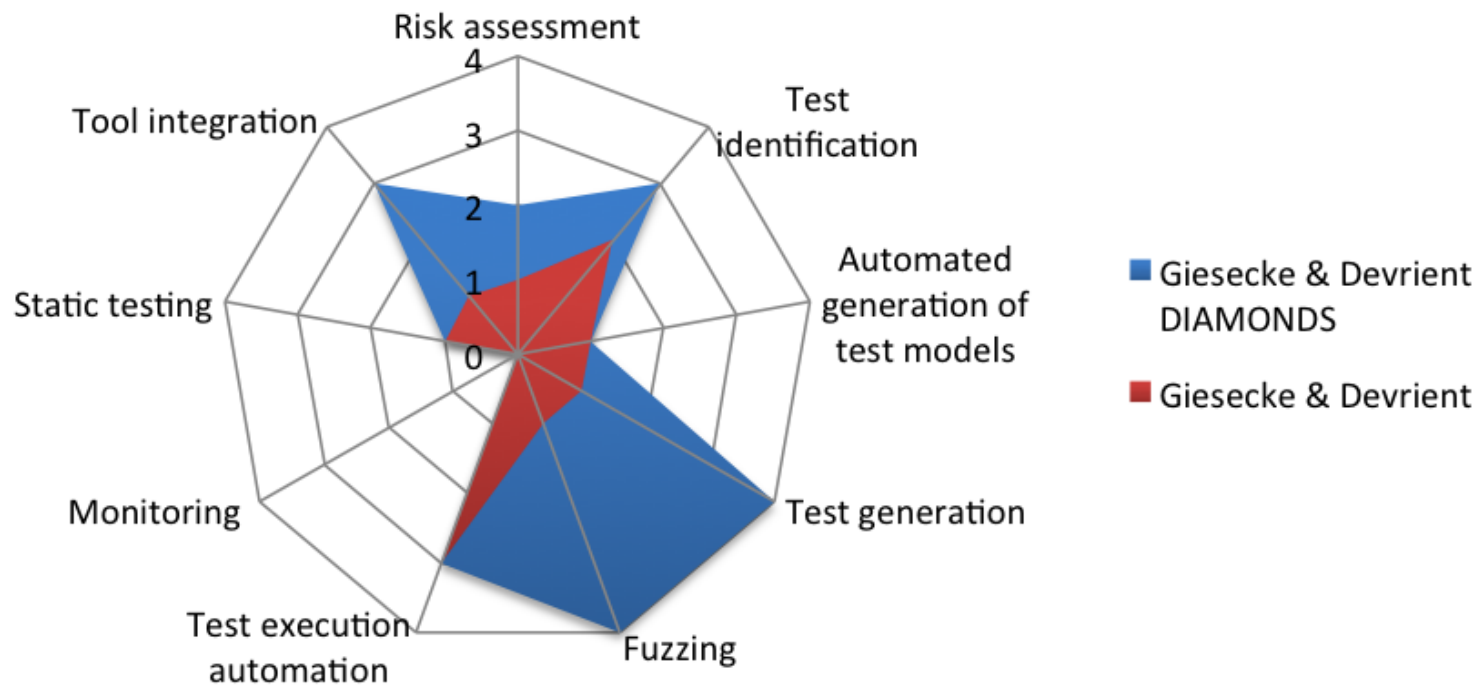 Risk assessment
4
3
2
1
0
Test
identification
Automated
generation of
test models
Test generation
Fuzzing
Test execution
automation
Monitoring
Static testing
Tool integration
Giesecke & Devrient
DIAMONDS
Giesecke & Devrient